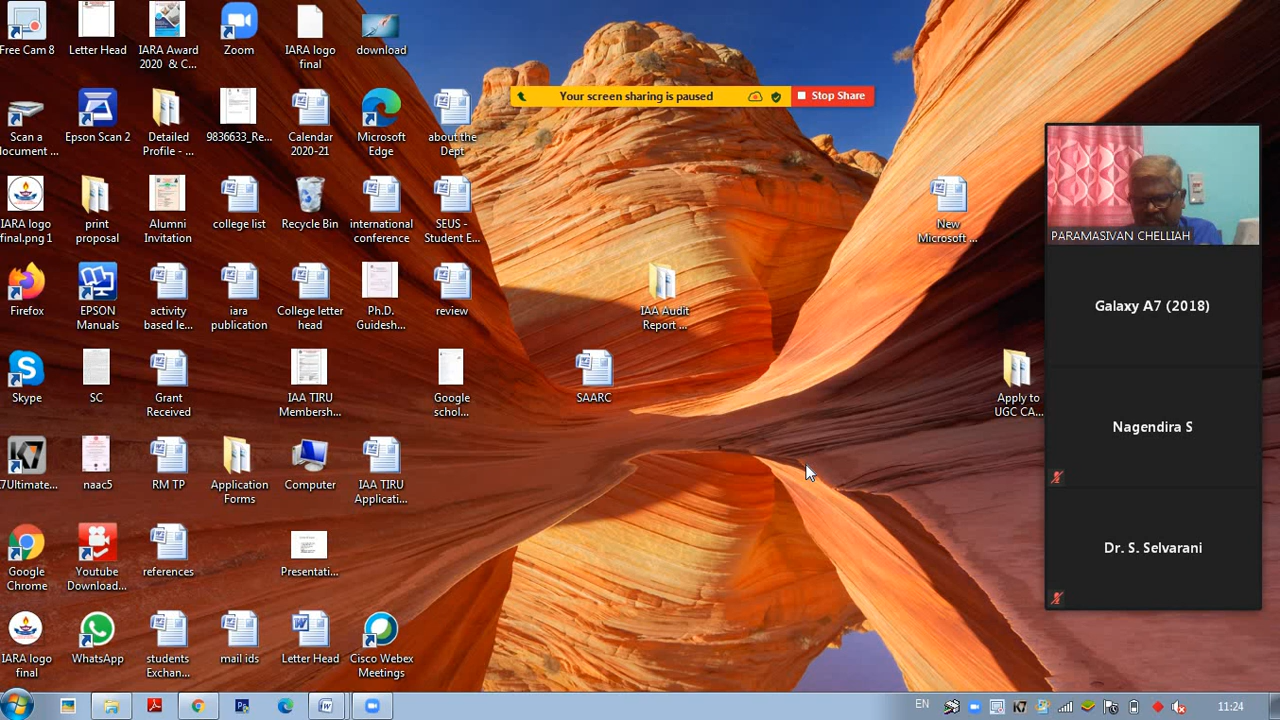 Free Cam 8
Letter Head
IARA Award
2020 & C...
Zoom
IARA logo
final
download
Your screen sharing is paused
Stop Share
Scan a
document ...
Epson Scan 2
Detailed
Profile - ...
9836633_Re...
Calendar
2020-21
Microsoft
Edge
about the
Dept
IARA logo
final.png 1
print
proposal
Alumni
Invitation
college list
Recycle Bin
international
conference
SEUS -
Student E...
New
Microsoft ...
PARAMASIVAN CHELLIAH
Firefox
EPSON
Manuals
activity
based le...
iara
publication
College letter
head
Ph.D.
Guidesh...
review
IAA Audit
Report ...
Galaxy A7 (2018)
Skype
SC
Grant
Received
IAA TIRU
Membersh...
Google
schol...
SAARC
Apply to
UGC CA...
Nagendira S
K7Ultimate...
naac5
RM TP
Application
Forms
Computer
IAA TIRU
Applicati...
Google
Chrome
Youtube
Download...
references
Presentati...
Dr. S. Selvarani
IARA logo
final
WhatsApp
students
Exchan...
mail ids
Letter Head
Cisco Webex
Meetings
EN
11:24